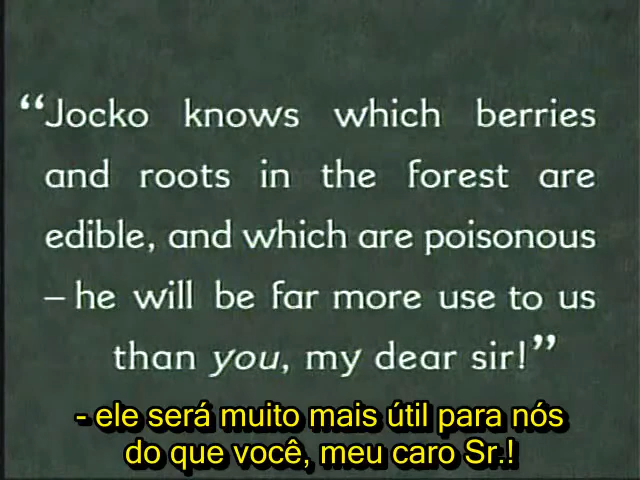 “Jocko knows which berries
and roots in the forest are
edible, and which are poisonous
– he will be far more use to us
than you, my dear sir!”
- ele será muito mais útil para nós
do que você, meu caro Sr.!